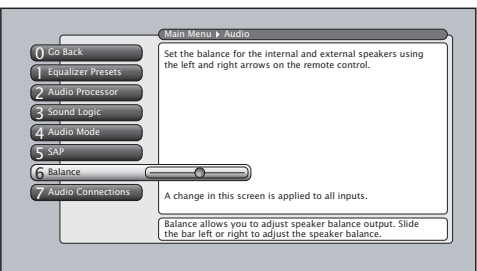 Main Menu ▶ Audio
0 Go Back
1 Equalizer Presets
2 Audio Processor
3 Sound Logic
4 Audio Mode
5 SAP
6 Balance
7 Audio Connections
Set the balance for the internal and external speakers using
the left and right arrows on the remote control.
A change in this screen is applied to all inputs.
Balance allows you to adjust speaker balance output. Slide
the bar left or right to adjust the speaker balance.